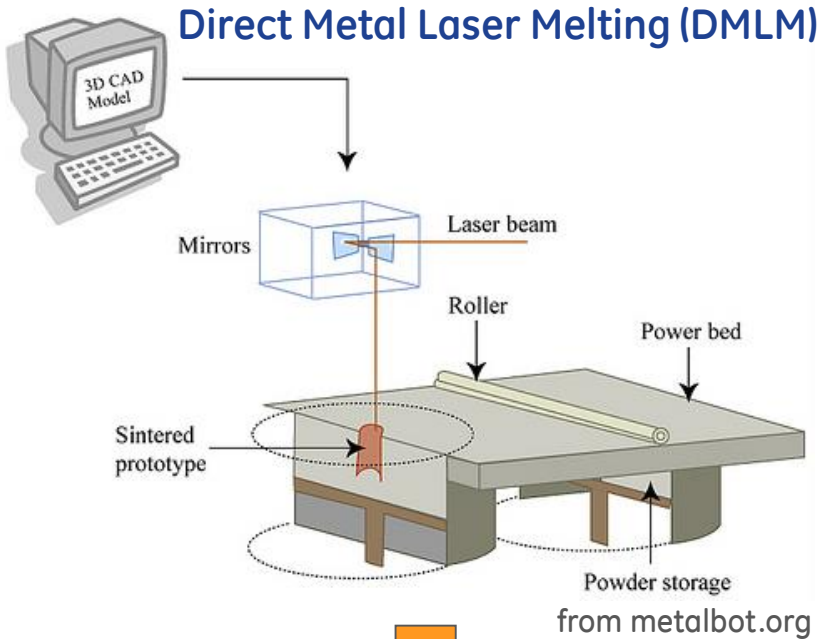 Direct Metal Laser Melting (DMLM)
3D CAD
Model
Mirrors
Laser beam
Roller
Power bed
Sintered
prototype
Powder storage
from metalbot.org